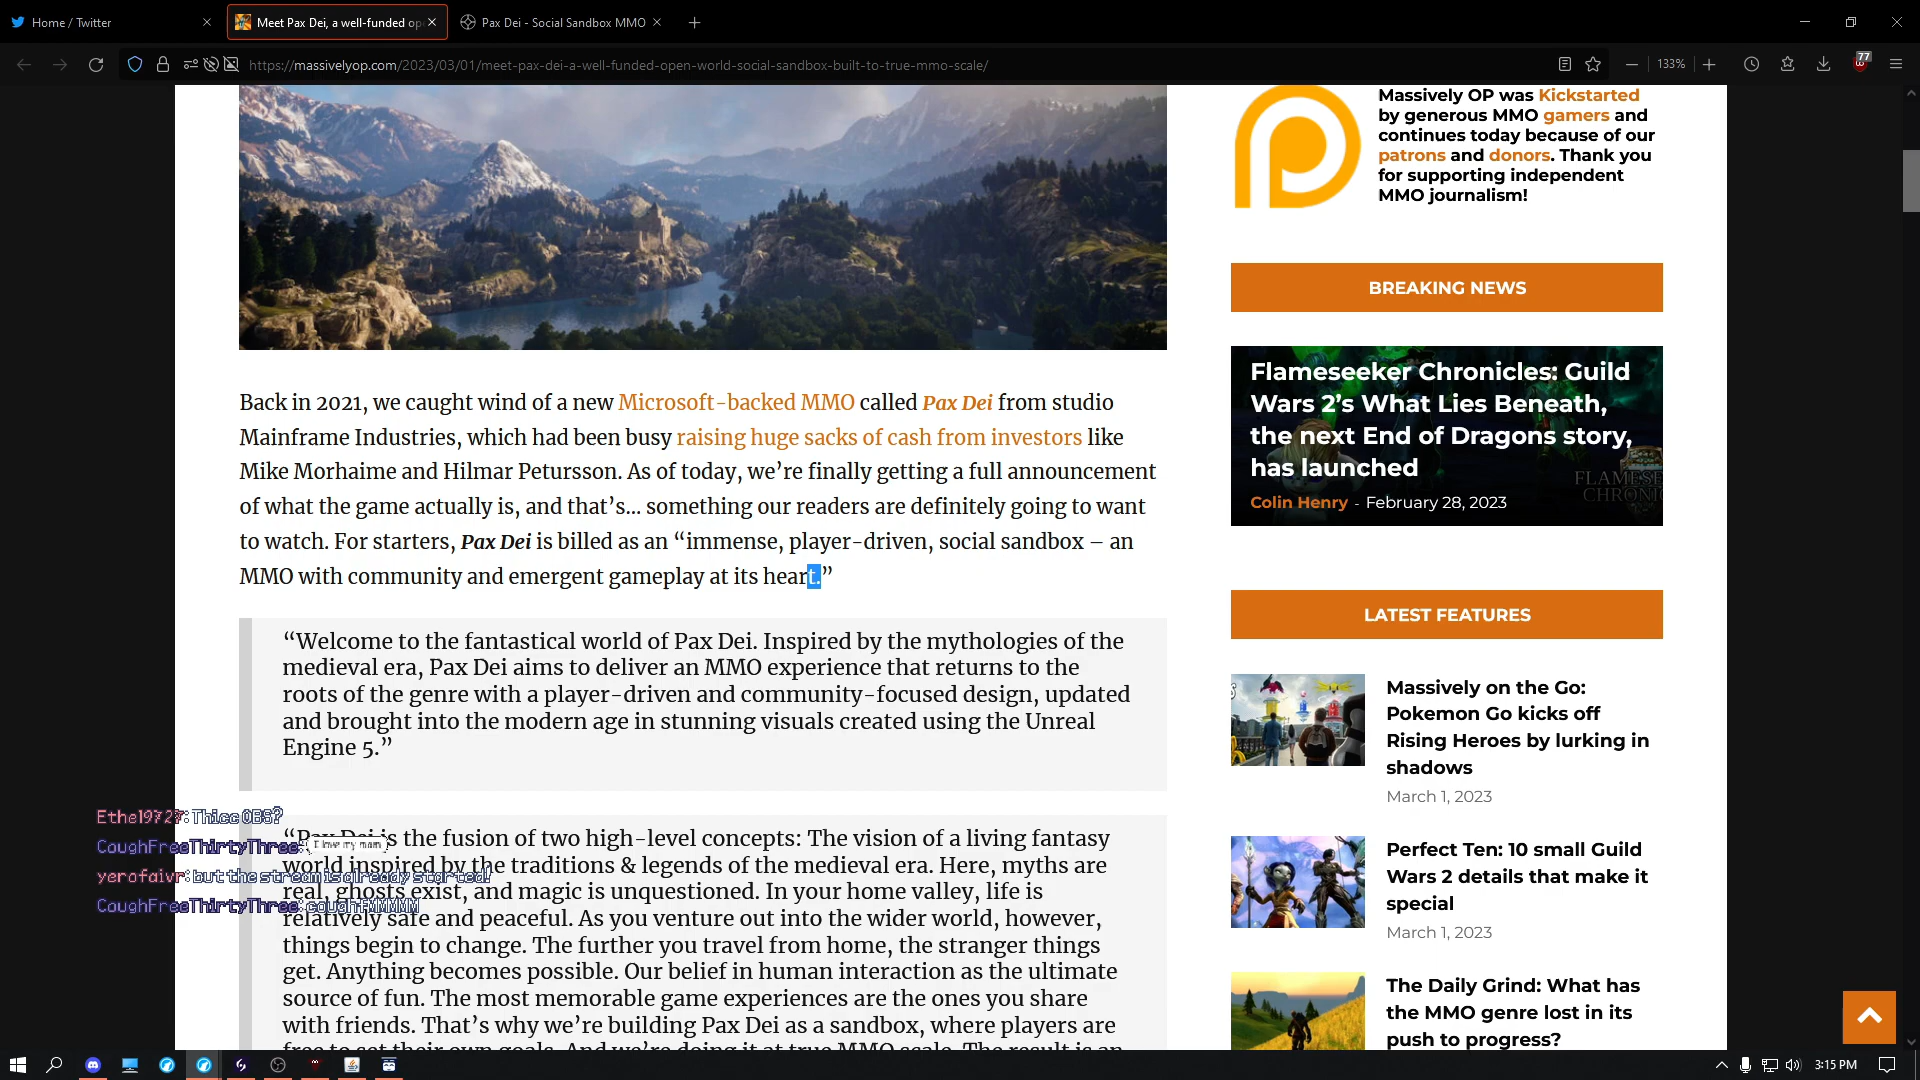 Home / Twitter
Meet Pax Dei, a well-funded op
Pax Dei - Social Sandbox MMO
https://massivelyop.com/2023/03/01/meet-pax-dei-a-well-funded-open-world-social-sandbox-built-to-true-mmo-scale/
133%
77
Back in 2021, we caught wind of a new Microsoft-backed MMO called Pax Dei from studio
Mainframe Industries, which had been busy raising huge sacks of cash from investors like
Mike Morhaime and Hilmar Petursson. As of today, we’re finally getting a full announcement
of what the game actually is, and that’s… something our readers are definitely going to want
to watch. For starters, Pax Dei is billed as an “immense, player-driven, social sandbox – an
MMO with community and emergent gameplay at its heart.”
“Welcome to the fantastical world of Pax Dei. Inspired by the mythologies of the
medieval era, Pax Dei aims to deliver an MMO experience that returns to the
roots of the genre with a player-driven and community-focused design, updated
and brought into the modern age in stunning visuals created using the Unreal
Engine 5.”
“Pax Dei is the fusion of two high-level concepts: The vision of a living fantasy
world inspired by the traditions & legends of the medieval era. Here, myths are
real, ghosts exist, and magic is unquestioned. In your home valley, life is
relatively safe and peaceful. As you venture out into the wider world, however,
things begin to change. The further you travel from home, the stranger things
get. Anything becomes possible. Our belief in human interaction as the ultimate
source of fun. The most memorable game experiences are the ones you share
with friends. That’s why we’re building Pax Dei as a sandbox, where players are
free to set their own goals. And we’re doing it at true MMO scale. The result is an
Ethel9727: Thicc OBS?
CoughFreeThirtyThree:
yerofaivr: but the stream is already started!
CoughFreeThirtyThree: coughfMMMM
Massively OP was Kickstarted
by generous MMO gamers and
continues today because of our
patrons and donors. Thank you
for supporting independent
MMO journalism!
BREAKING NEWS
Flameseeker Chronicles: Guild
Wars 2’s What Lies Beneath,
the next End of Dragons story,
has launched
Colin Henry - February 28, 2023
LATEST FEATURES
Massively on the Go:
Pokemon Go kicks off
Rising Heroes by lurking in
shadows
March 1, 2023
Perfect Ten: 10 small Guild
Wars 2 details that make it
special
March 1, 2023
The Daily Grind: What has
the MMO genre lost in its
push to progress?
3:15 PM